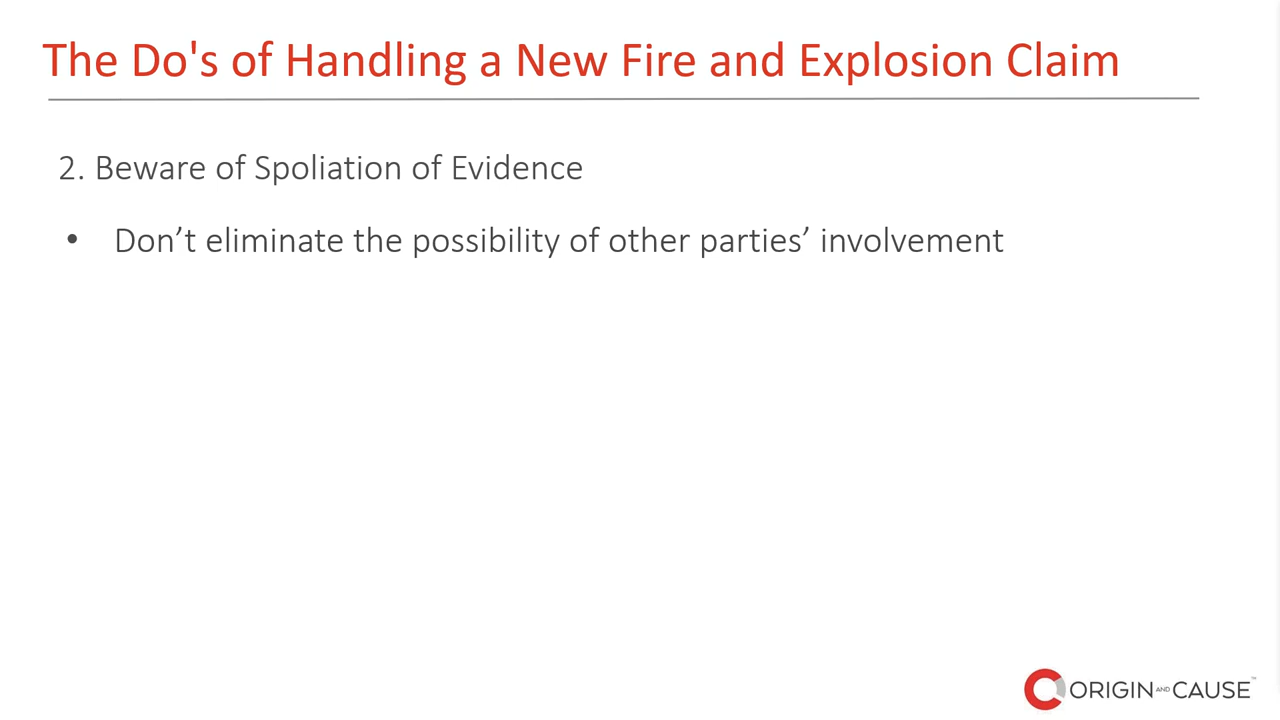 The Do's of Handling a New Fire and Explosion Claim
2. Beware of Spoliation of Evidence
• Don’t eliminate the possibility of other parties’ involvement
ORIGIN AND CAUSE™